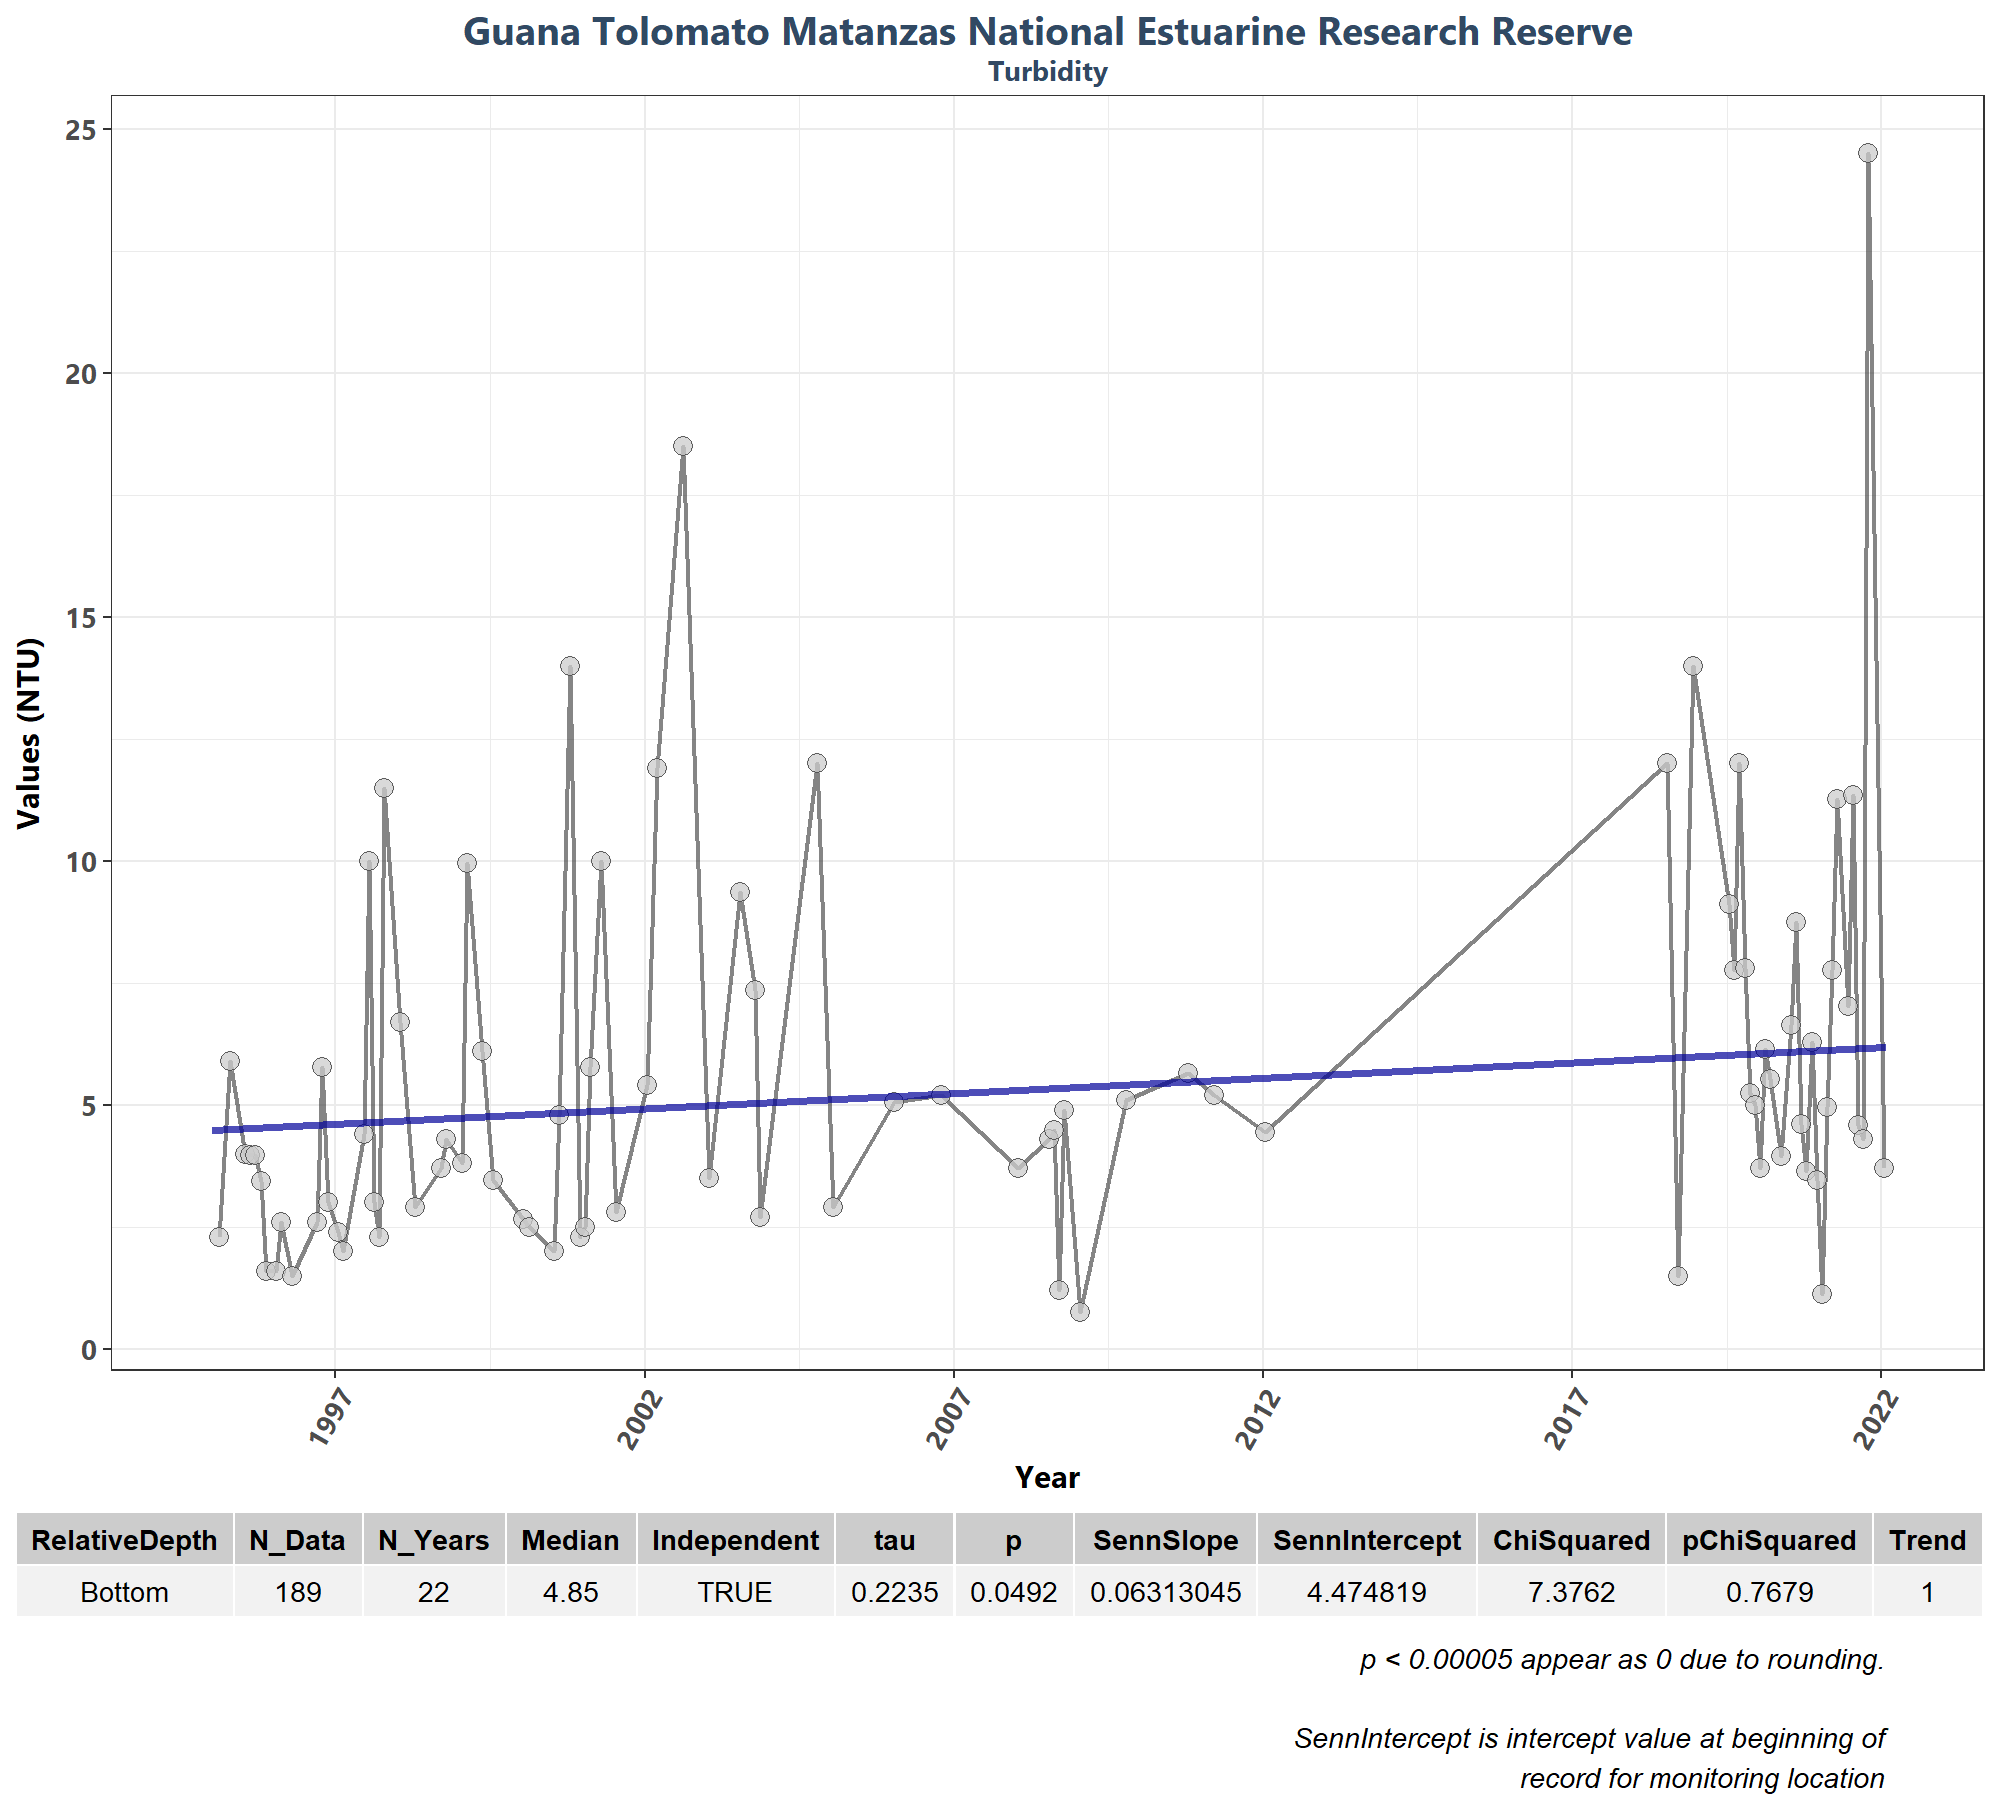 Guana Tolomato Matanzas National Estuarine Research Reserve
Turbidity
25
20
15
10
5
0
Values (NTU)
1997
2002
2007
2012
2017
2022
Year
RelativeDepth N_Data N_Years Median Independent tau p SennSlope SennIntercept ChiSquared pChiSquared Trend
Bottom 189 22 4.85 TRUE 0.2235 0.0492 0.06313045 4.474819 7.3762 0.7679 1
p < 0.00005 appear as 0 due to rounding.
SennIntercept is intercept value at beginning of
record for monitoring location